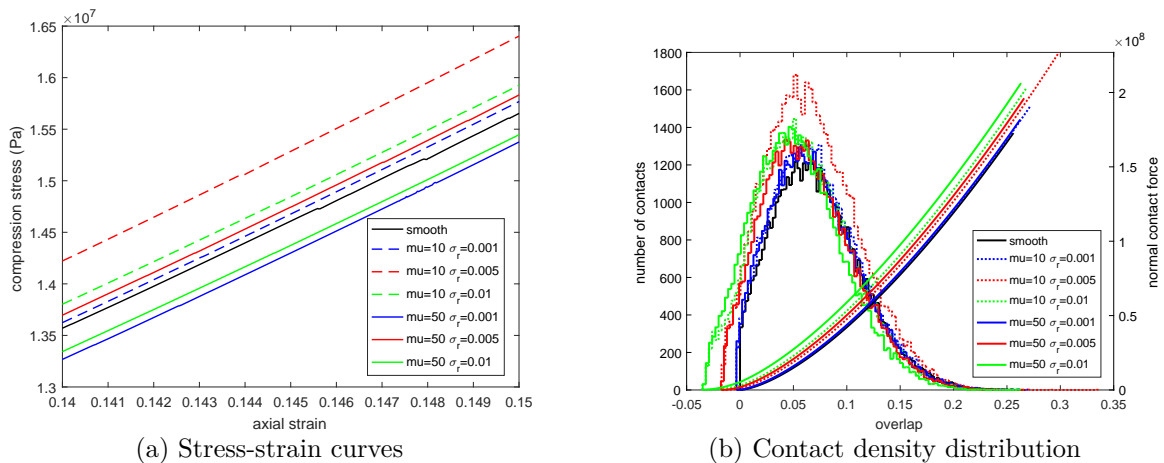 ×10⁷
1.65
1.6
1.55
1.5
1.45
1.4
1.35
1.3
compression stress (Pa)
0.14 0.141 0.142 0.143 0.144 0.145 0.146 0.147 0.148 0.149 0.15
axial strain
smooth
mu=10 σr=0.001
mu=10 σr=0.005
mu=10 σr=0.01
mu=50 σr=0.001
mu=50 σr=0.005
mu=50 σr=0.01
(a) Stress-strain curves
1800
1600
1400
1200
1000
800
600
400
200
0
number of contacts
×10⁸
2
1.5
1
0.5
0
normal contact force
-0.05 0 0.05 0.1 0.15 0.2 0.25 0.3 0.35
overlap
smooth
mu=10 σr=0.001
mu=10 σr=0.005
mu=10 σr=0.01
mu=50 σr=0.001
mu=50 σr=0.005
mu=50 σr=0.01
(b) Contact density distribution